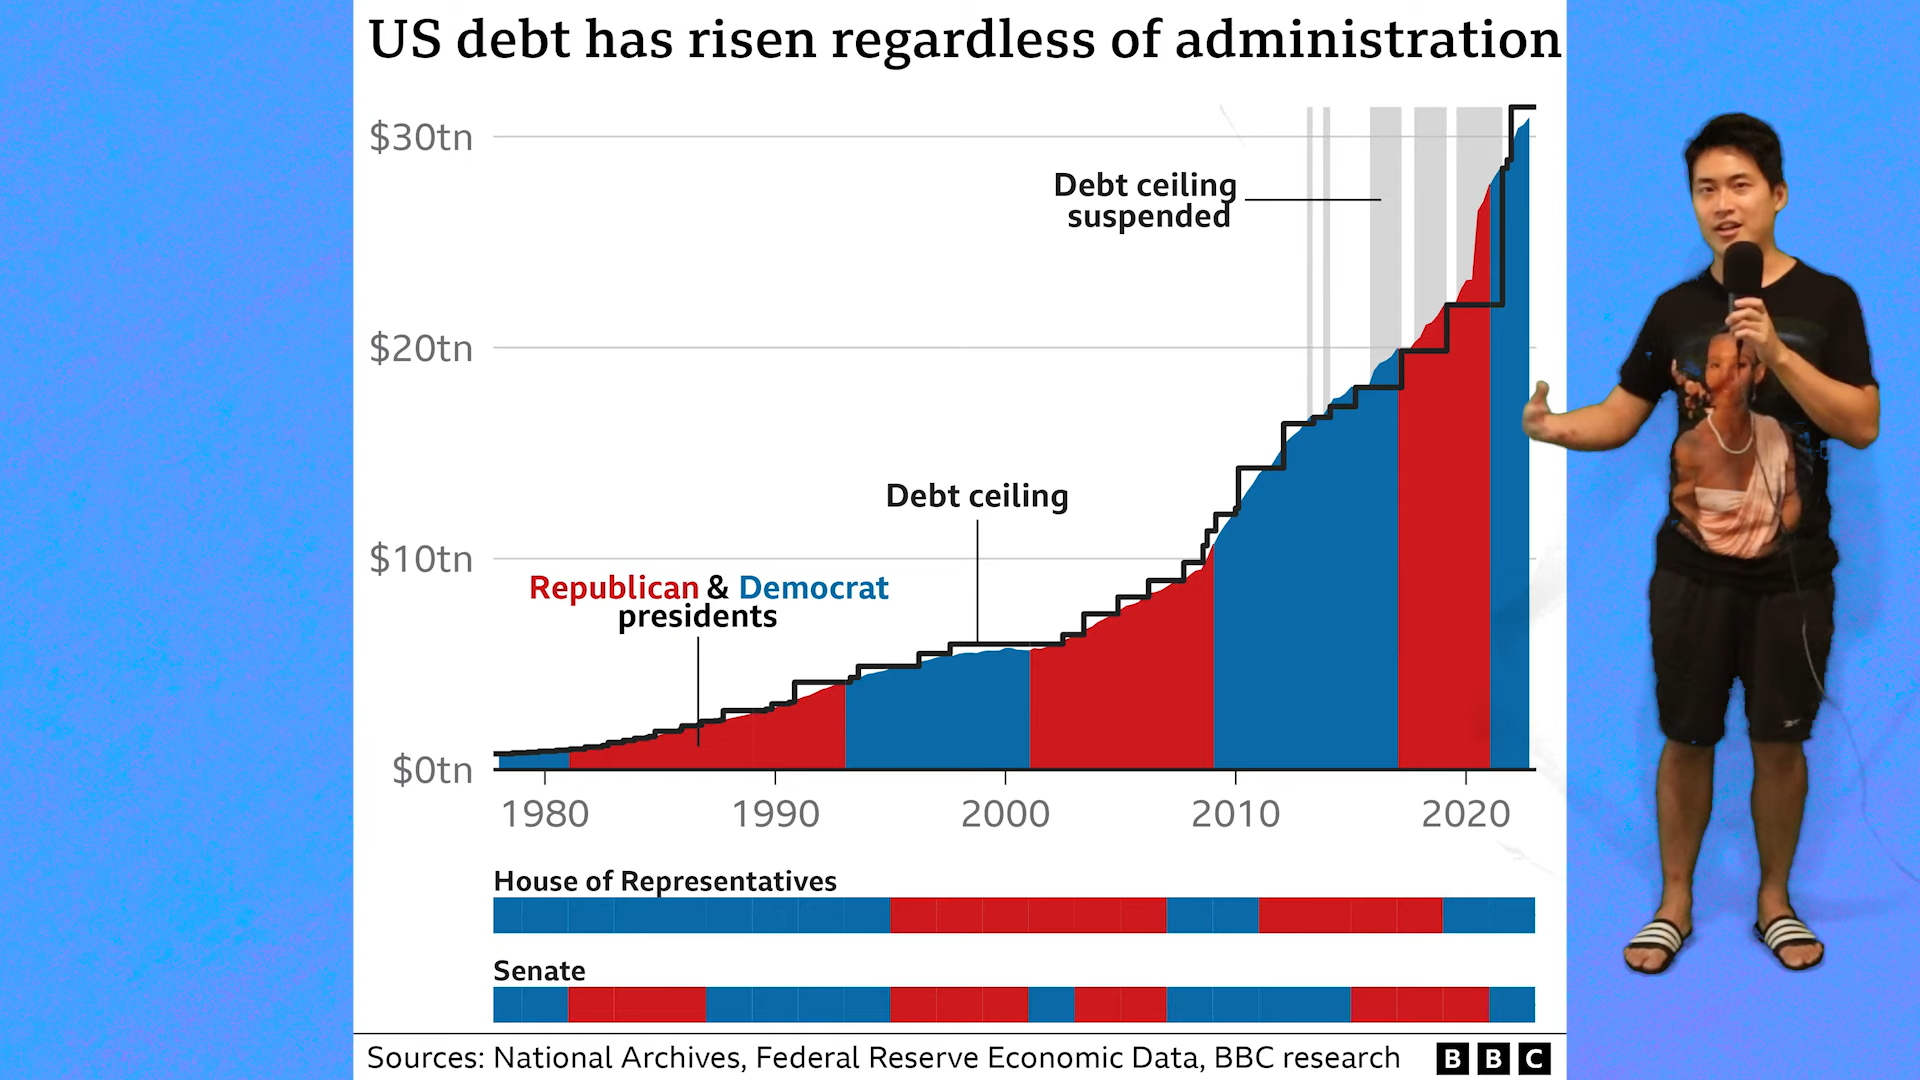 US debt has risen regardless of administration
$30tn
Debt ceiling
suspended
$20tn
Debt ceiling
$10tn
Republican & Democrat
presidents
$0tn
1980 1990 2000 2010 2020
House of Representatives
Senate
Sources: National Archives, Federal Reserve Economic Data, BBC research BBC